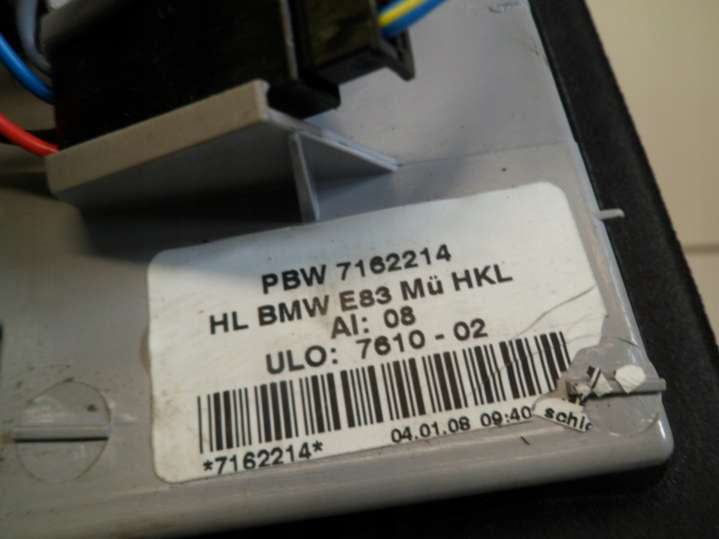 PBW 7162214
HL BMW E83 Mü HKL
AI: 08
ULO: 7610 - 02
*7162214*
04.01.08 09:40